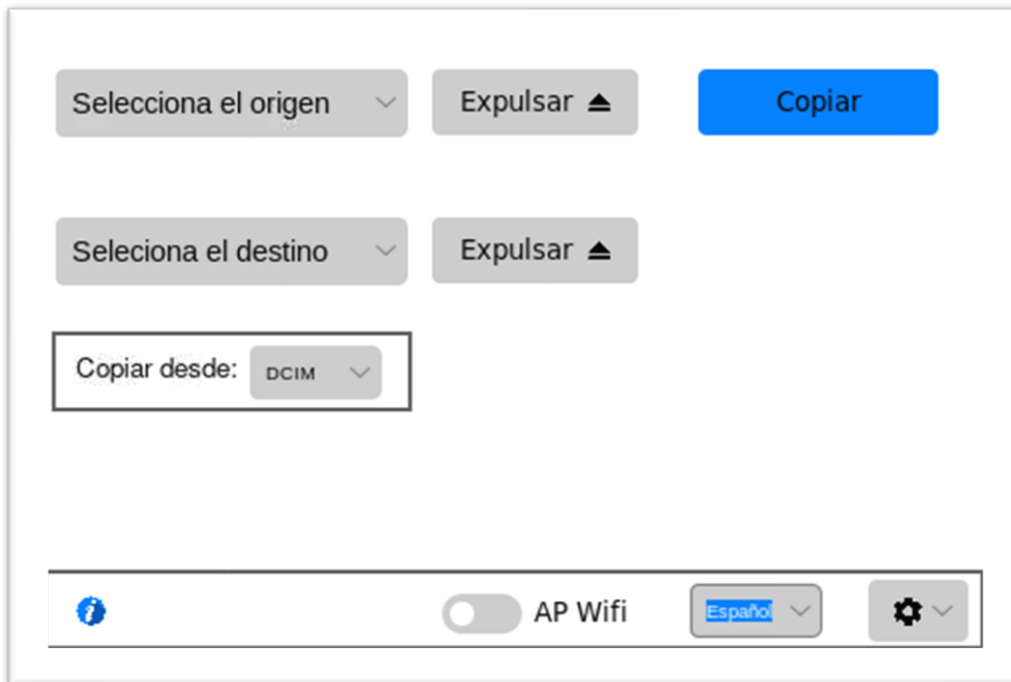 Selecciona el origen Expulsar Copiar
Seleciona el destino Expulsar
Copiar desde: DCIM
AP Wifi Español